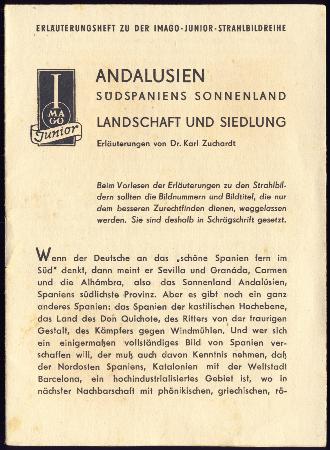 ERLÄUTERUNGSHEFT ZU DER IMAGO-JUNIOR-STRAHLBILDREIHE
I
MA
GO
Junior
ANDALUSIEN
SÜDSPANIENS SONNENLAND
LANDSCHAFT UND SIEDLUNG
Erläuterungen von Dr. Karl Zuchardt
Beim Vorlesen der Erläuterungen zu den Strahlbil-
dern sollten die Bildnummern und Bildtitel, die nur
dem besseren Zurechtfinden dienen, weggelassen
werden. Sie sind deshalb in Schrägschrift gesetzt.
Wenn der Deutsche an das „schöne Spanien fern im
Süd" denkt, dann meint er Sevilla und Granáda, Carmen
und die Alhámbra, also das Sonnenland Andalúsien,
Spaniens südlichste Provinz. Aber es gibt noch ein ganz
anderes Spanien: das Spanien der kastilischen Hochebene,
das Land des Don Quichote, des Ritters von der traurigen
Gestalt, des Kämpfers gegen Windmühlen. Und wer sich
ein einigermaßen vollständiges Bild von Spanien ver-
schaffen will, der muß auch davon Kenntnis nehmen, daß
der Nordosten Spaniens, Katalonien mit der Weltstadt
Barcelona, ein hochindustrialisiertes Gebiet ist, wo in
nächster Nachbarschaft mit phönikischen, griechischen, rö-